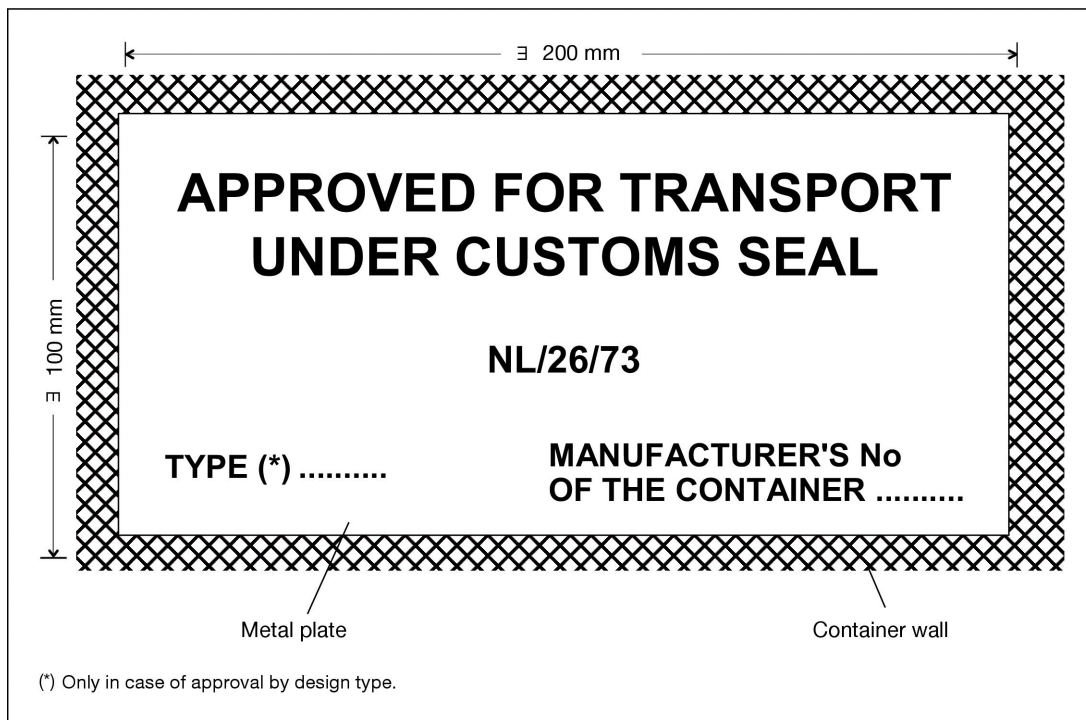 ∃ 200 mm
∃ 100 mm
APPROVED FOR TRANSPORT
UNDER CUSTOMS SEAL
NL/26/73
TYPE (*) ..........
MANUFACTURER'S No
OF THE CONTAINER ..........
Metal plate
Container wall
(*) Only in case of approval by design type.